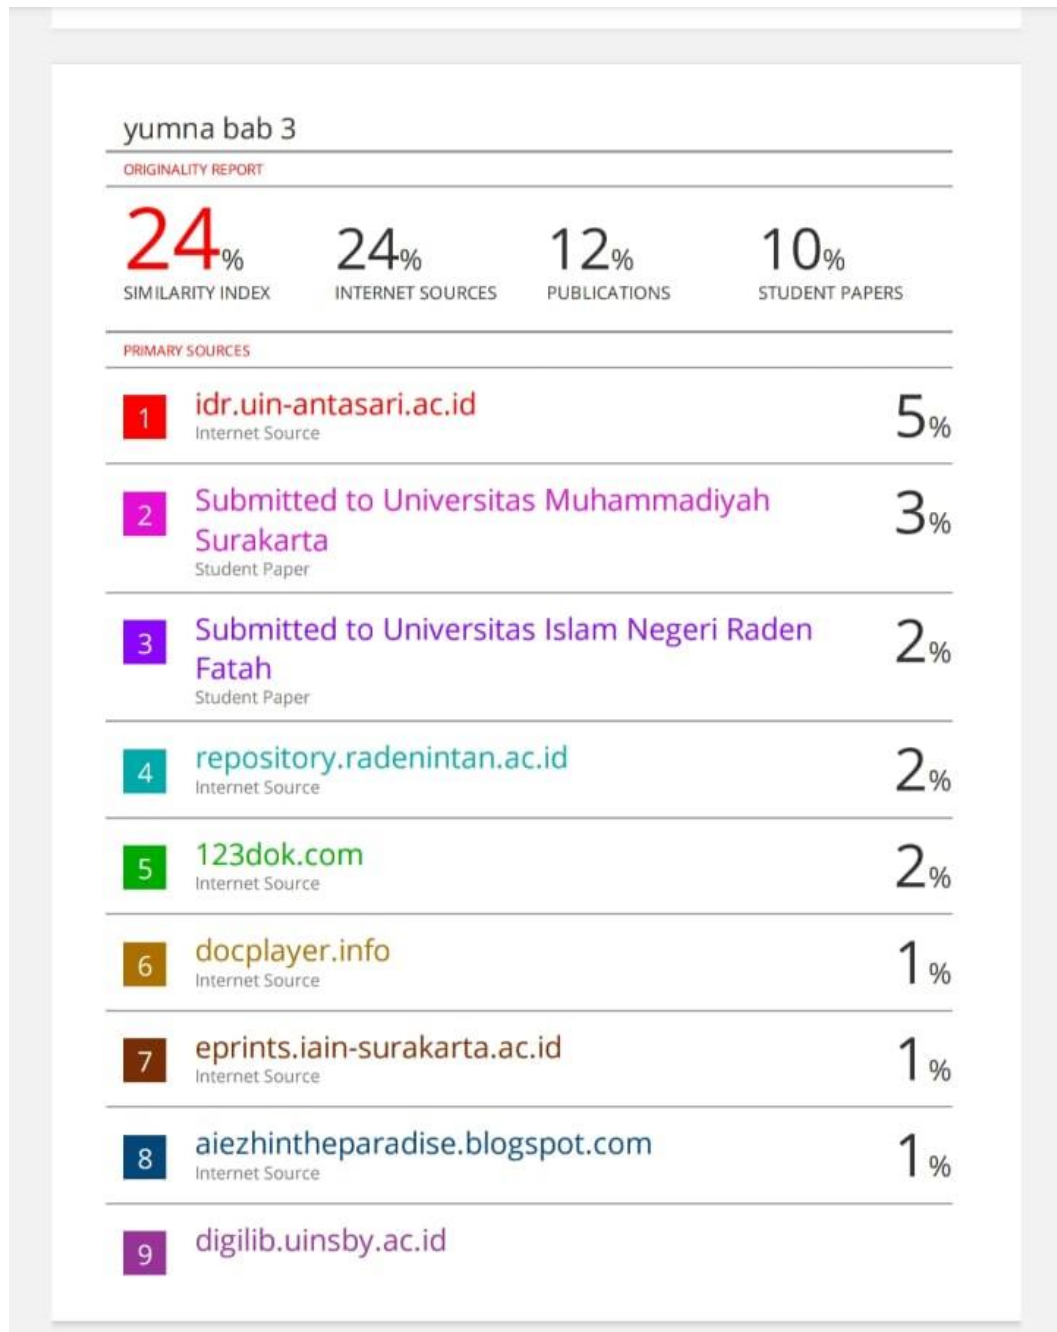 yumna bab 3
ORIGINALITY REPORT
24% 24% 12% 10%
SIMILARITY INDEX INTERNET SOURCES PUBLICATIONS STUDENT PAPERS
PRIMARY SOURCES
1 idr.uin-antasari.ac.id 5%
Internet Source
2 Submitted to Universitas Muhammadiyah 3%
Surakarta
Student Paper
3 Submitted to Universitas Islam Negeri Raden 2%
Fatah
Student Paper
4 repository.radenintan.ac.id 2%
Internet Source
5 123dok.com 2%
Internet Source
6 docplayer.info 1%
Internet Source
7 eprints.iain-surakarta.ac.id 1%
Internet Source
8 aiezhintheparadise.blogspot.com 1%
Internet Source
9 digilib.uinsby.ac.id